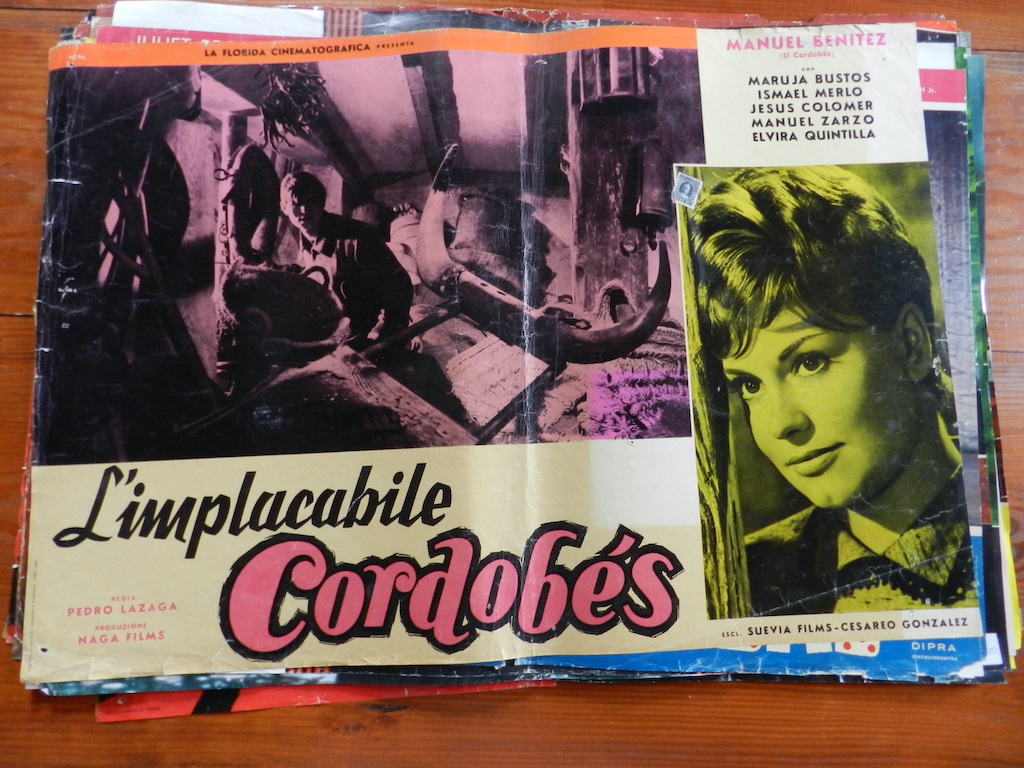 LA FLORIDA CINEMATOGRAFICA PRESENTA
MANUEL BENITEZ
(El Cordobés)
MARUJA BUSTOS
ISMAEL MERLO
JESUS COLOMER
MANUEL ZARZO
ELVIRA QUINTILLA
L'implacabile
Cordobés
REGIA
PEDRO LAZAGA
PRODUZIONE
NAGA FILMS
ESCL. SUEVIA FILMS-CESAREO GONZALEZ
DIPRA
CINEMATOGRAFICA